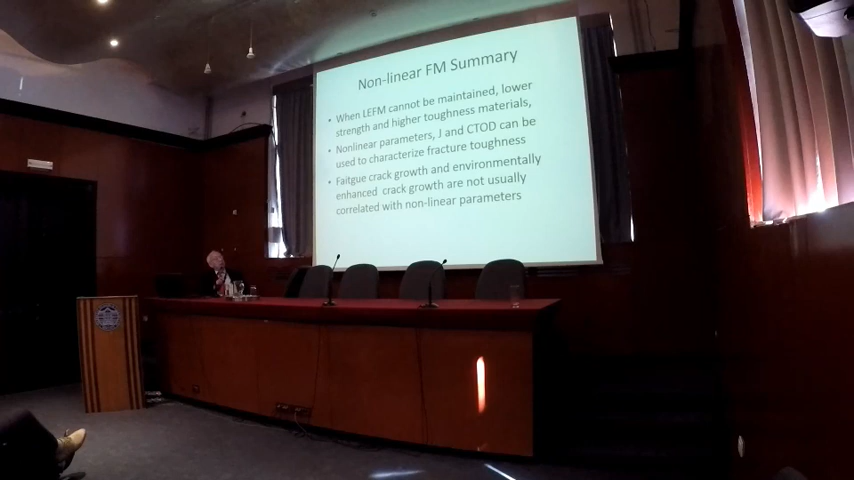 Non-linear FM Summary
• When LEFM cannot be maintained, lower
strength and higher toughness materials,
• Nonlinear parameters, J and CTOD can be
used to characterize fracture toughness
• Faitgue crack growth and environmentally
enhanced crack growth are not usually
correlated with non-linear parameters